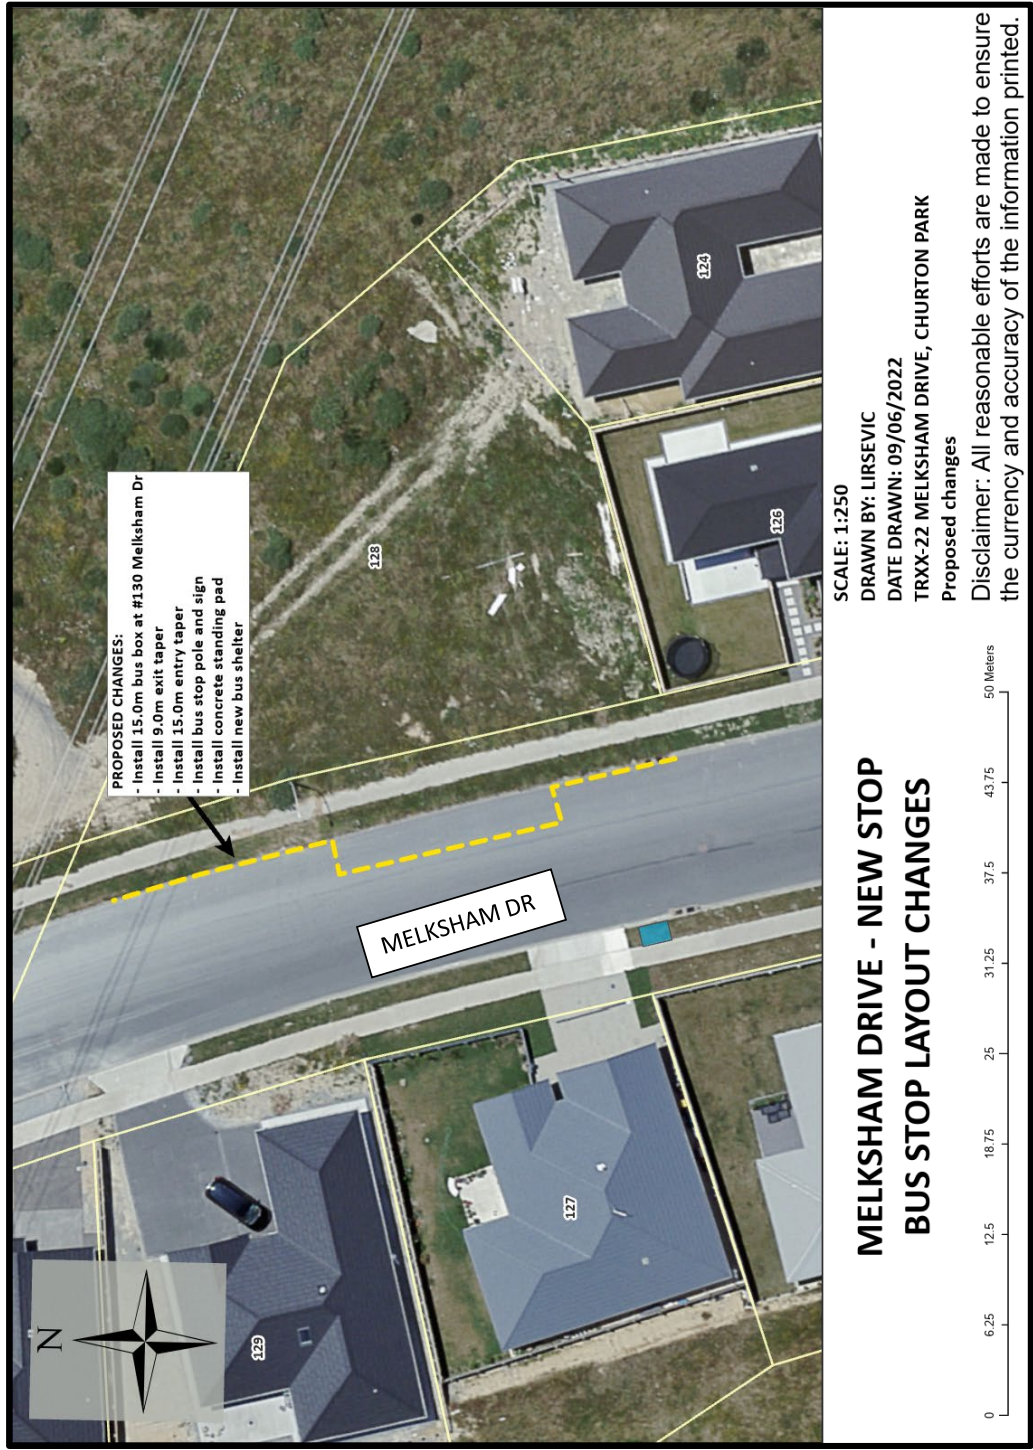 PROPOSED CHANGES:
- Install 15.0m bus box at #130 Melksham Dr
- Install 9.0m exit taper
- Install 15.0m entry taper
- Install bus stop pole and sign
- Install concrete standing pad
- Install new bus shelter
128
124
126
MELKSHAM DR
127
129
N
MELKSHAM DRIVE - NEW STOP
BUS STOP LAYOUT CHANGES
0 6.25 12.5 18.75 25 31.25 37.5 43.75 50 Meters
SCALE: 1:250
DRAWN BY: LIRSEVIC
DATE DRAWN: 09/06/2022
TRXX-22 MELKSHAM DRIVE, CHURTON PARK
Proposed changes
Disclaimer: All reasonable efforts are made to ensure
the currency and accuracy of the information printed.